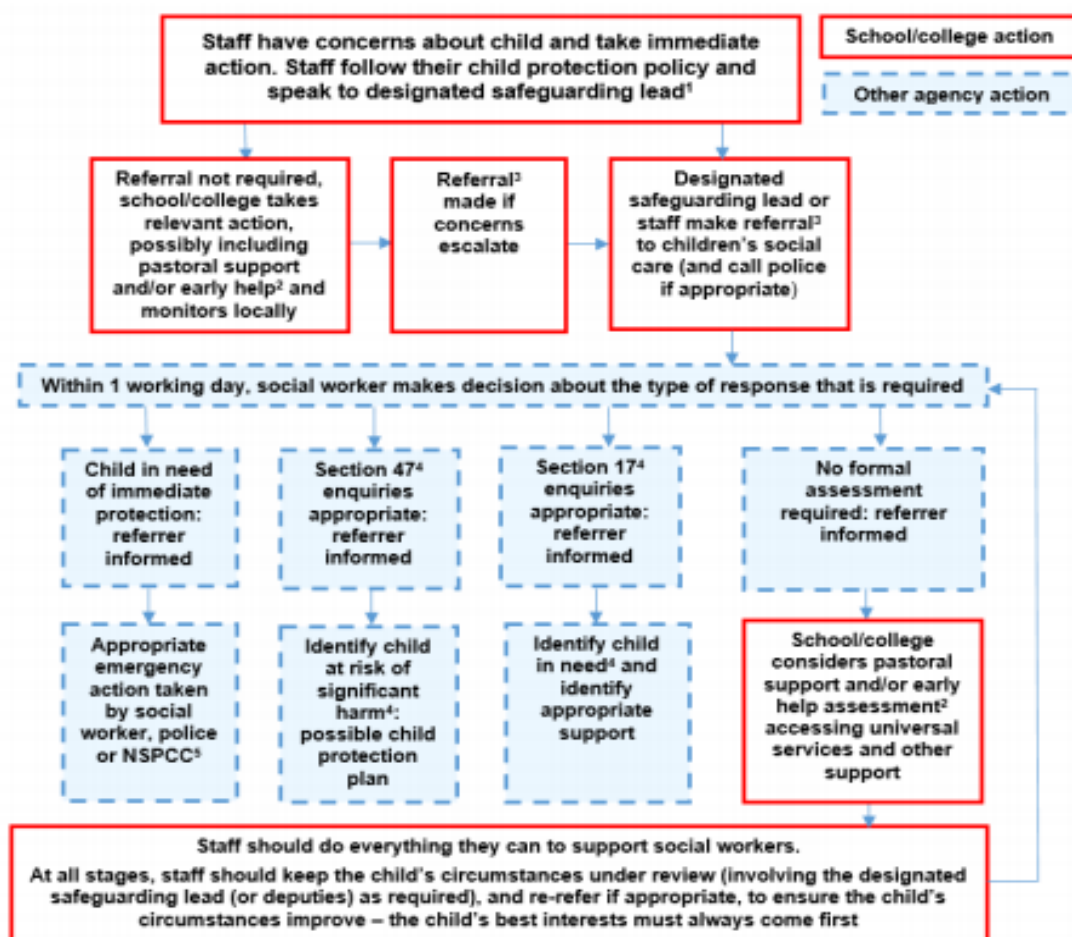 Staff have concerns about child and take immediate
action. Staff follow their child protection policy and
speak to designated safeguarding lead¹
School/college action
Other agency action
Referral not required,
school/college takes
relevant action,
possibly including
pastoral support
and/or early help² and
monitors locally
Referral³
made if
concerns
escalate
Designated
safeguarding lead or
staff make referral³
to children's social
care (and call police
if appropriate)
Within 1 working day, social worker makes decision about the type of response that is required
Child in need
of immediate
protection:
referrer
informed
Section 47⁴
enquiries
appropriate:
referrer
informed
Section 17⁴
enquiries
appropriate:
referrer
informed
No formal
assessment
required: referrer
informed
Appropriate
emergency
action taken
by social
worker, police
or NSPCC⁵
Identify child
at risk of
significant
harm⁴:
possible child
protection
plan
Identify child
in need⁴ and
identify
appropriate
support
School/college
considers pastoral
support and/or early
help assessment²
accessing universal
services and other
support
Staff should do everything they can to support social workers.
At all stages, staff should keep the child's circumstances under review (involving the designated
safeguarding lead (or deputies) as required), and re-refer if appropriate, to ensure the child's
circumstances improve – the child's best interests must always come first